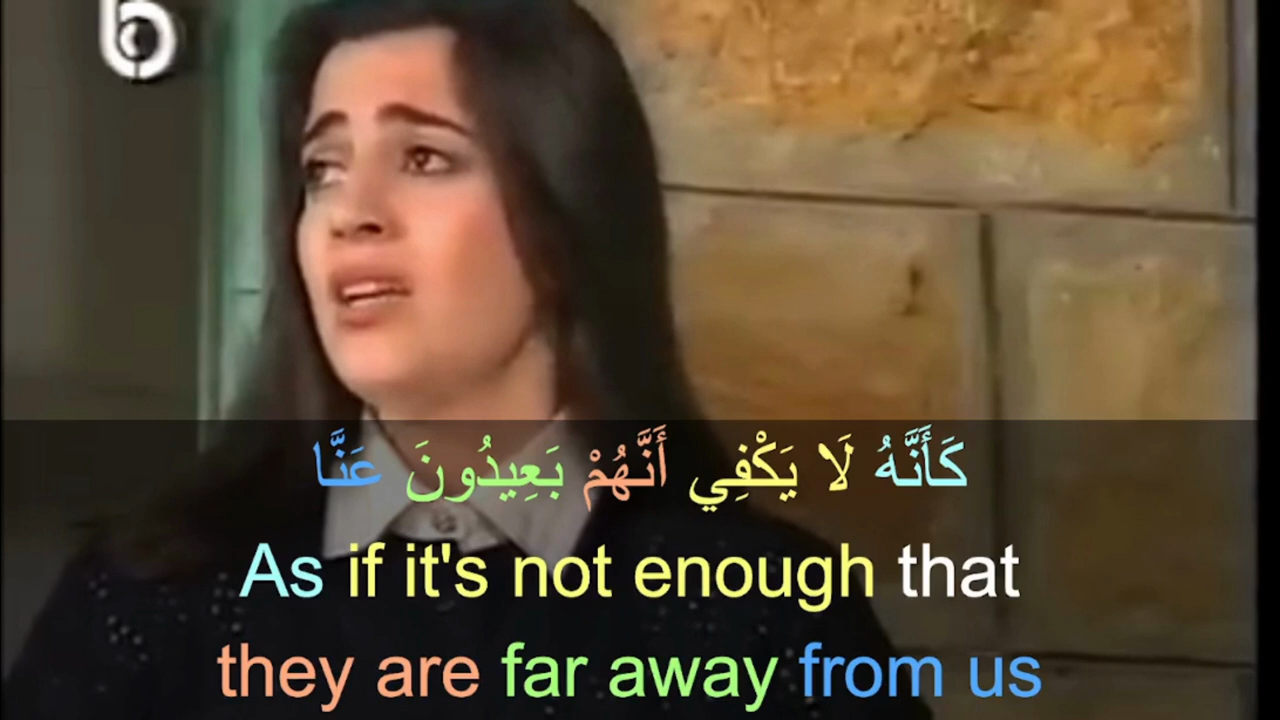 كَأَنَّهُ لَا يَكْفِي أَنَّهُمْ بَعِيدُونَ عَنَّا
As if it's not enough that
they are far away from us